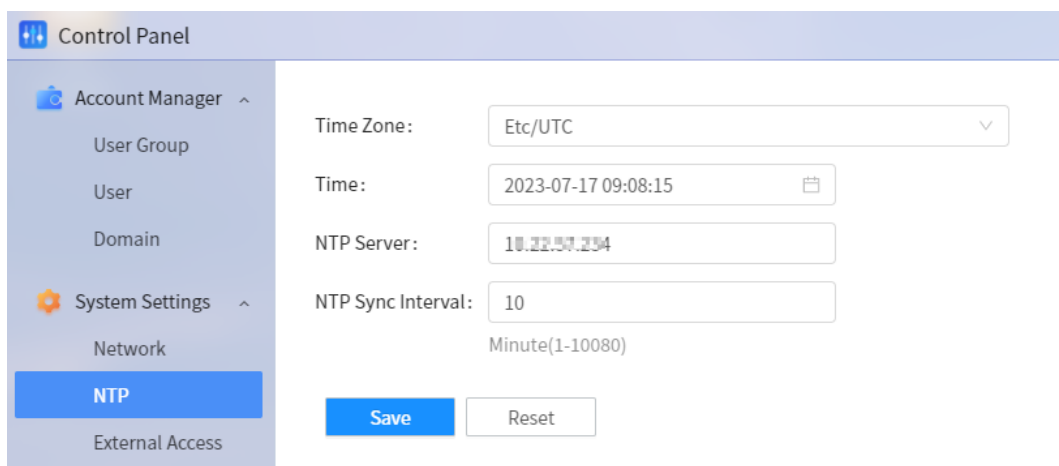 Control Panel
Account Manager
User Group
User
Domain
System Settings
Network
NTP
External Access
Time Zone:
Etc/UTC
Time:
2023-07-17 09:08:15
NTP Server:
NTP Sync Interval:
10
Minute(1-10080)
Save
Reset